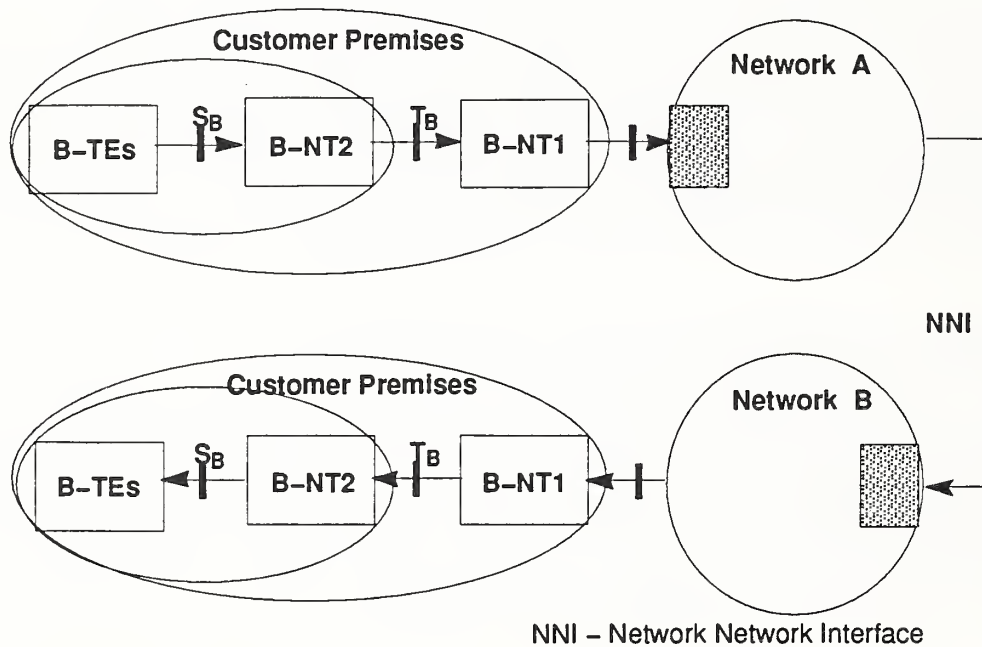 Customer Premises
Network A
B-TEs
SB
B-NT2
TB
B-NT1
NNI
Customer Premises
Network B
B-TEs
SB
B-NT2
TB
B-NT1
NNI – Network Network Interface